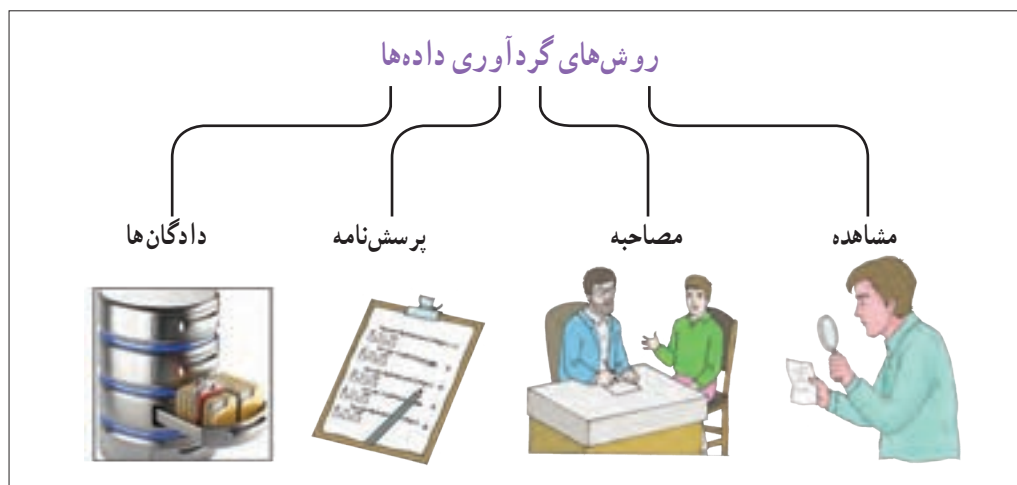 روش‌های گردآوری داده‌ها
مشاهده
مصاحبه
پرسش‌نامه
دادگان‌ها